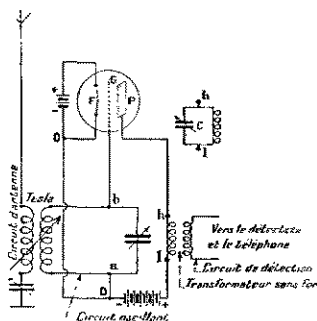 G
F
P
h
C
l
+
-
O
Circuit d'antenne
Tesla
b
a
h
l
Vers le détecteur
et le téléphone
Circuit de détection
Transformateur sans fer
D
-
+
Circuit oscillant